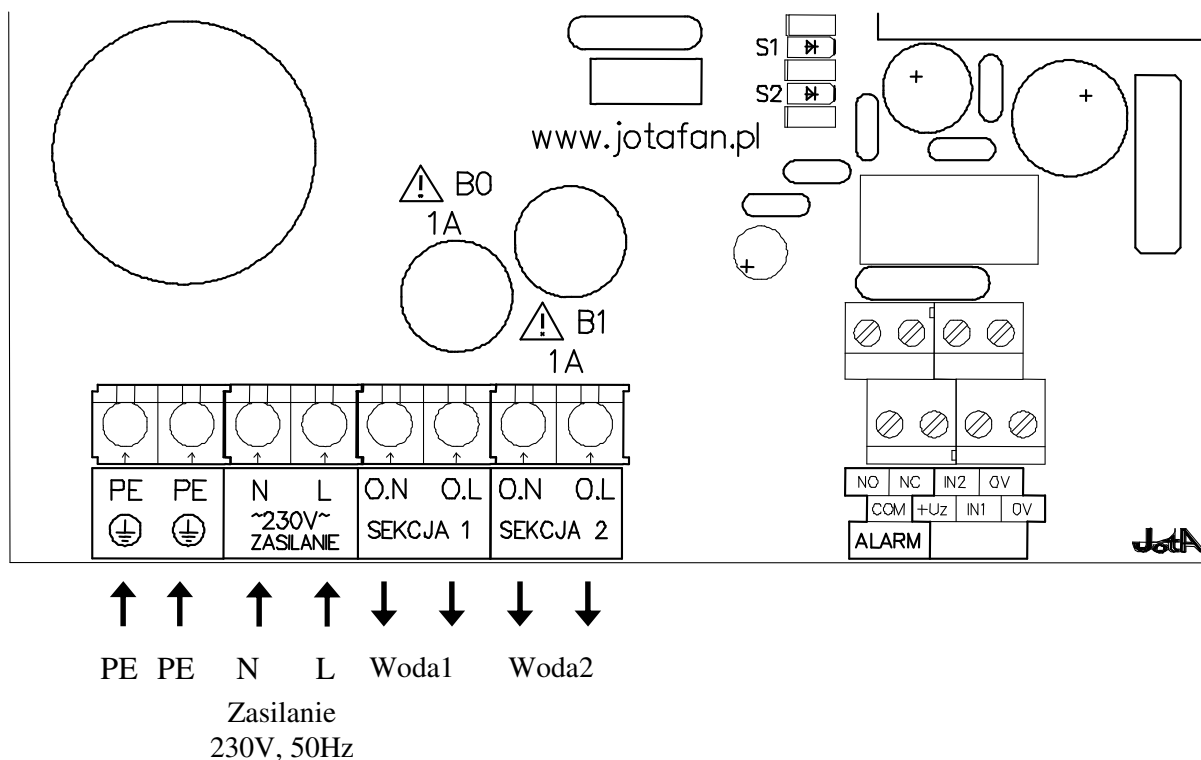 S1
S2
www.jotafan.pl
B0
1A
B1
1A
PE PE N L O.N O.L O.N O.L
~230V~
ZASILANIE
SEKCJA 1 SEKCJA 2
NO NC IN2 0V
COM +Uz IN1 0V
ALARM
JotA
PE PE N L Woda1 Woda2
Zasilanie
230V, 50Hz